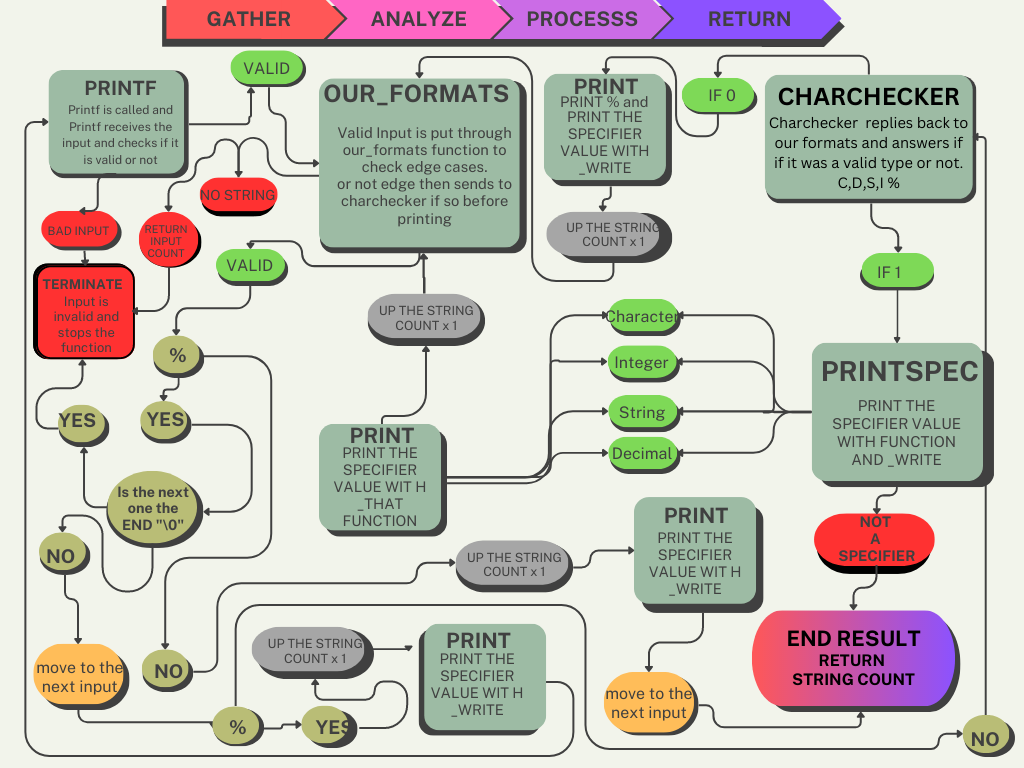 GATHER
ANALYZE
PROCESSS
RETURN
PRINTF
Printf is called and
Printf receives the
input and checks if it
is valid or not
VALID
OUR_FORMATS
Valid Input is put through
our_formats function to
check edge cases.
or not edge then sends to
charchecker if so before
printing
PRINT
PRINT % and
PRINT THE
SPECIFIER
VALUE WITH
_WRITE
IF 0
CHARCHECKER
Charchecker replies back to
our formats and answers if
if it was a valid type or not.
C,D,S,I %
NO STRING
BAD INPUT
RETURN
INPUT
COUNT
UP THE STRING
COUNT x 1
VALID
IF 1
TERMINATE
Input is
invalid and
stops the
function
UP THE STRING
COUNT x 1
Character
Integer
String
Decimal
%
PRINTSPEC
PRINT THE
SPECIFIER VALUE
WITH FUNCTION
AND _WRITE
YES
YES
PRINT
PRINT THE
SPECIFIER
VALUE WIT H
_THAT
FUNCTION
Is the next
one the
END "\0"
NO
UP THE STRING
COUNT x 1
PRINT
PRINT THE
SPECIFIER
VALUE WIT H
_WRITE
NOT
A
SPECIFIER
END RESULT
RETURN
STRING COUNT
move to the
next input
NO
UP THE STRING
COUNT x 1
PRINT
PRINT THE
SPECIFIER
VALUE WIT H
_WRITE
move to the
next input
%
YES
NO